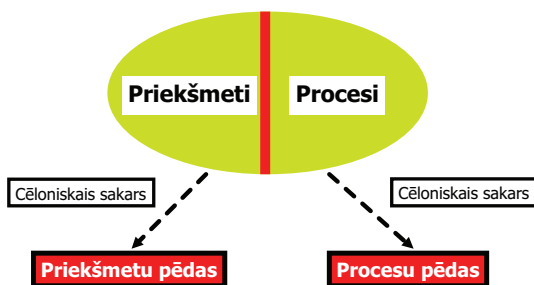 Priekšmeti
Procesi
Cēloniskais sakars
Cēloniskais sakars
Priekšmetu pēdas
Procesu pēdas